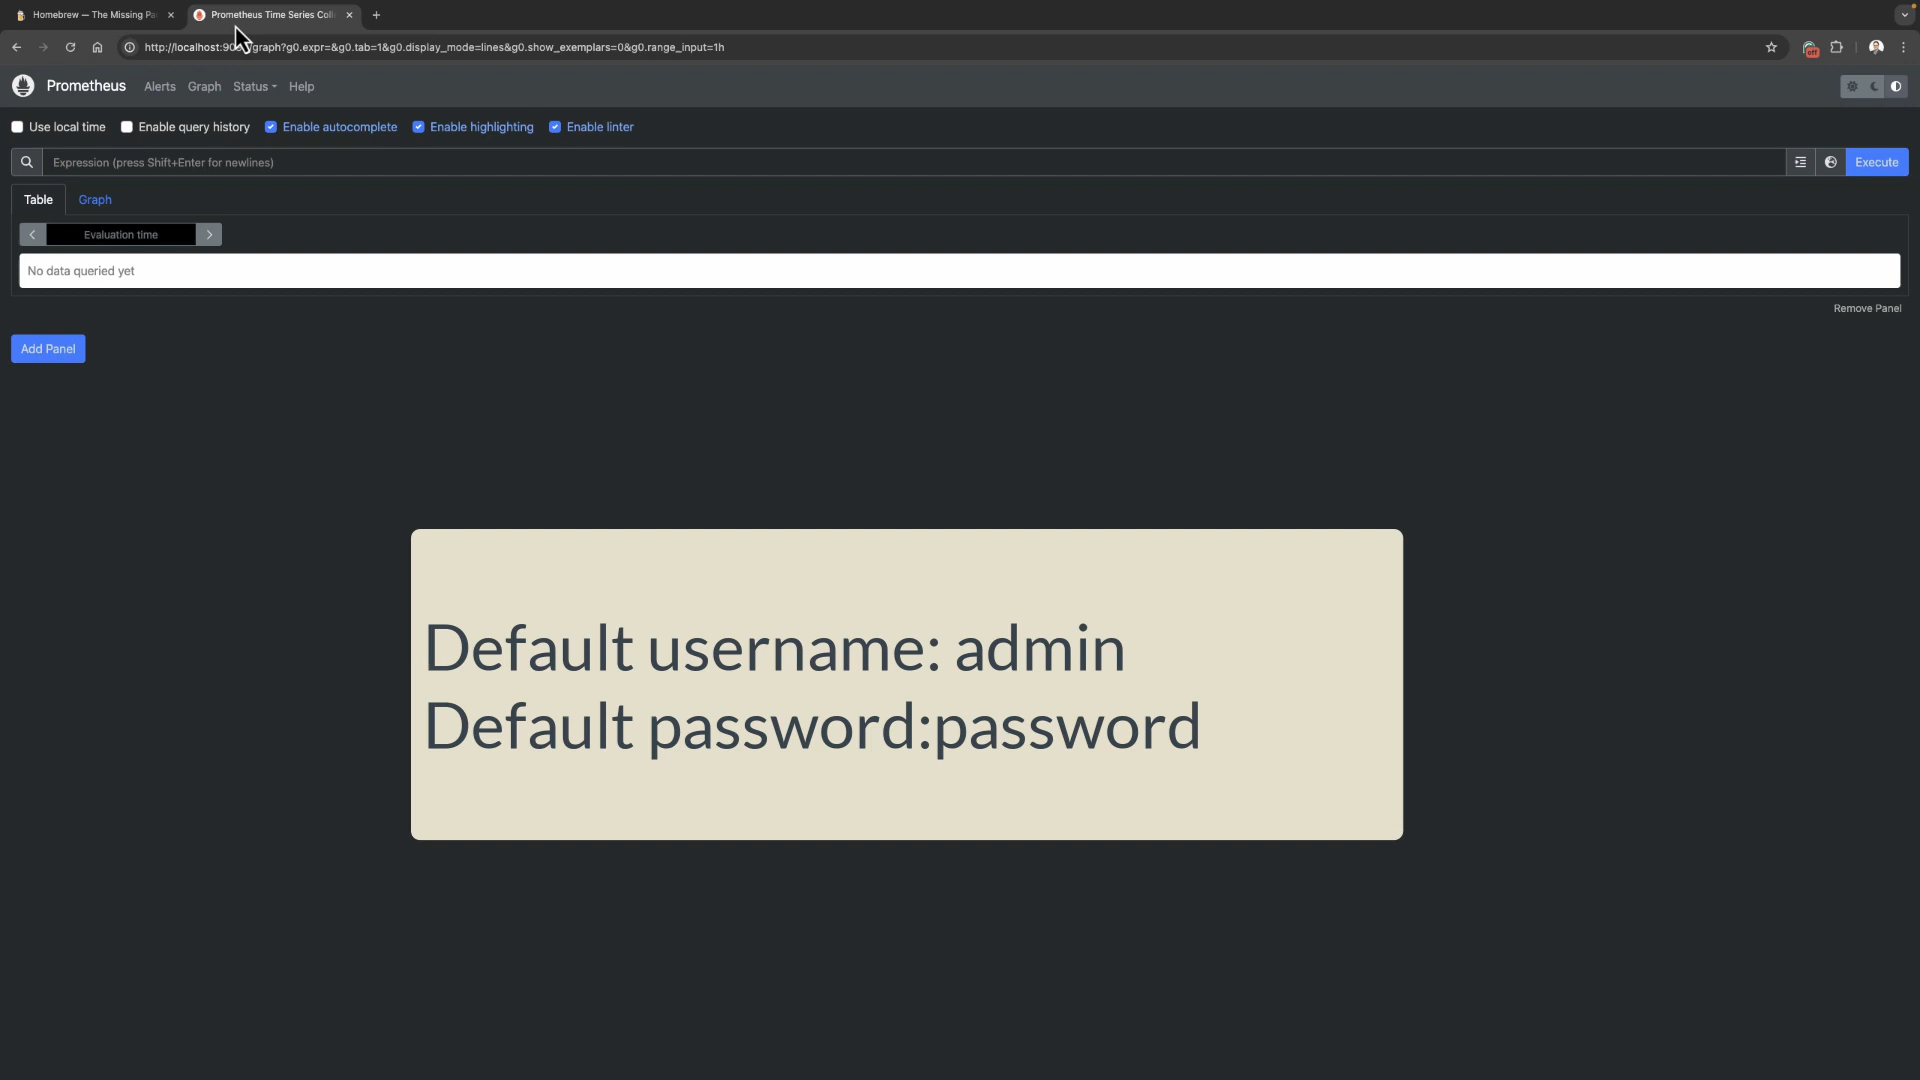 Homebrew — The Missing Pa
Prometheus Time Series Coll
http://localhost:90 graph?g0.expr=&g0.tab=1&g0.display_mode=lines&g0.show_exemplars=0&g0.range_input=1h
off
Prometheus Alerts Graph Status Help
Use local time Enable query history Enable autocomplete Enable highlighting Enable linter
Expression (press Shift+Enter for newlines)
Execute
Table Graph
Evaluation time
No data queried yet
Remove Panel
Add Panel
Default username: admin
Default password:password